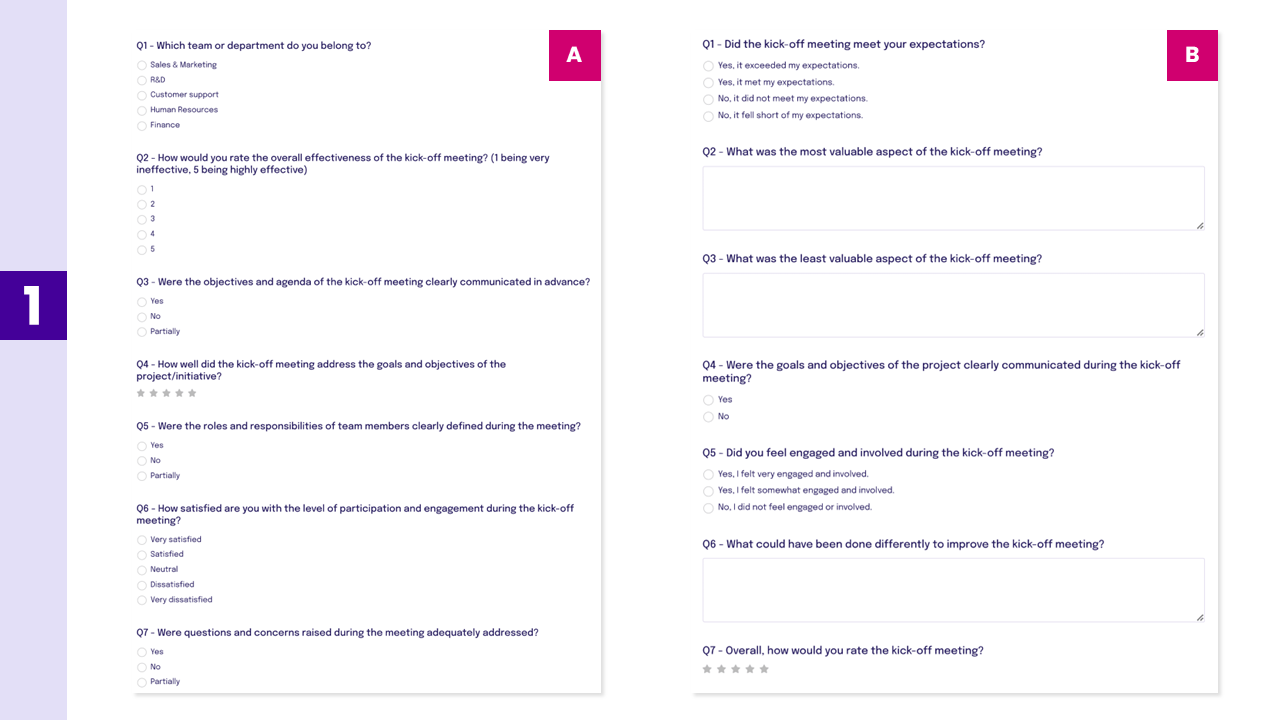 1
A
Q1 - Which team or department do you belong to?
Sales & Marketing
R&D
Customer support
Human Resources
Finance
Q2 - How would you rate the overall effectiveness of the kick-off meeting? (1 being very
ineffective, 5 being highly effective)
1
2
3
4
5
Q3 - Were the objectives and agenda of the kick-off meeting clearly communicated in advance?
Yes
No
Partially
Q4 - How well did the kick-off meeting address the goals and objectives of the
project/initiative?
Q5 - Were the roles and responsibilities of team members clearly defined during the meeting?
Yes
No
Partially
Q6 - How satisfied are you with the level of participation and engagement during the kick-off
meeting?
Very satisfied
Satisfied
Neutral
Dissatisfied
Very dissatisfied
Q7 - Were questions and concerns raised during the meeting adequately addressed?
Yes
No
Partially
B
Q1 - Did the kick-off meeting meet your expectations?
Yes, it exceeded my expectations.
Yes, it met my expectations.
No, it did not meet my expectations.
No, it fell short of my expectations.
Q2 - What was the most valuable aspect of the kick-off meeting?
Q3 - What was the least valuable aspect of the kick-off meeting?
Q4 - Were the goals and objectives of the project clearly communicated during the kick-off
meeting?
Yes
No
Q5 - Did you feel engaged and involved during the kick-off meeting?
Yes, I felt very engaged and involved.
Yes, I felt somewhat engaged and involved.
No, I did not feel engaged or involved.
Q6 - What could have been done differently to improve the kick-off meeting?
Q7 - Overall, how would you rate the kick-off meeting?